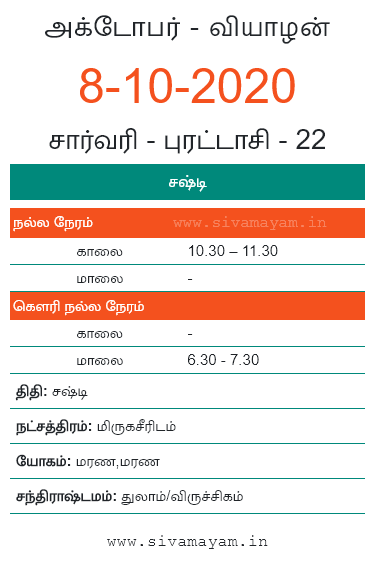 அக்டோபர் - வியாழன்
8-10-2020
சார்வரி - புரட்டாசி - 22
சஷ்டி
நல்ல நேரம் www.sivamayam.in
காலை 10.30 – 11.30
மாலை -
கௌரி நல்ல நேரம்
காலை -
மாலை 6.30 - 7.30
திதி: சஷ்டி
நட்சத்திரம்: மிருகசீரிடம்
யோகம்: மரண,மரண
சந்திராஷ்டமம்: துலாம்/விருச்சிகம்
www.sivamayam.in